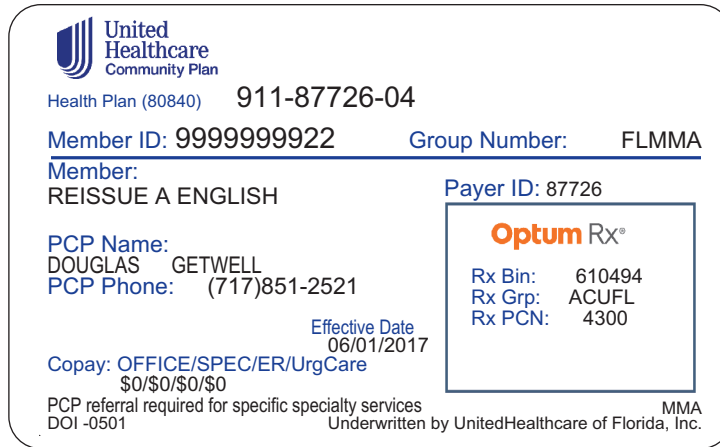 United
Healthcare
Community Plan
Health Plan (80840) 911-87726-04
Member ID: 9999999922 Group Number: FLMMA
Member:
REISSUE A ENGLISH
Payer ID: 87726
PCP Name:
DOUGLAS GETWELL
PCP Phone: (717)851-2521
Optum Rx®
Rx Bin: 610494
Rx Grp: ACUFL
Rx PCN: 4300
Effective Date
06/01/2017
Copay: OFFICE/SPEC/ER/UrgCare
$0/$0/$0/$0
PCP referral required for specific specialty services MMA
DOI -0501 Underwritten by UnitedHealthcare of Florida, Inc.